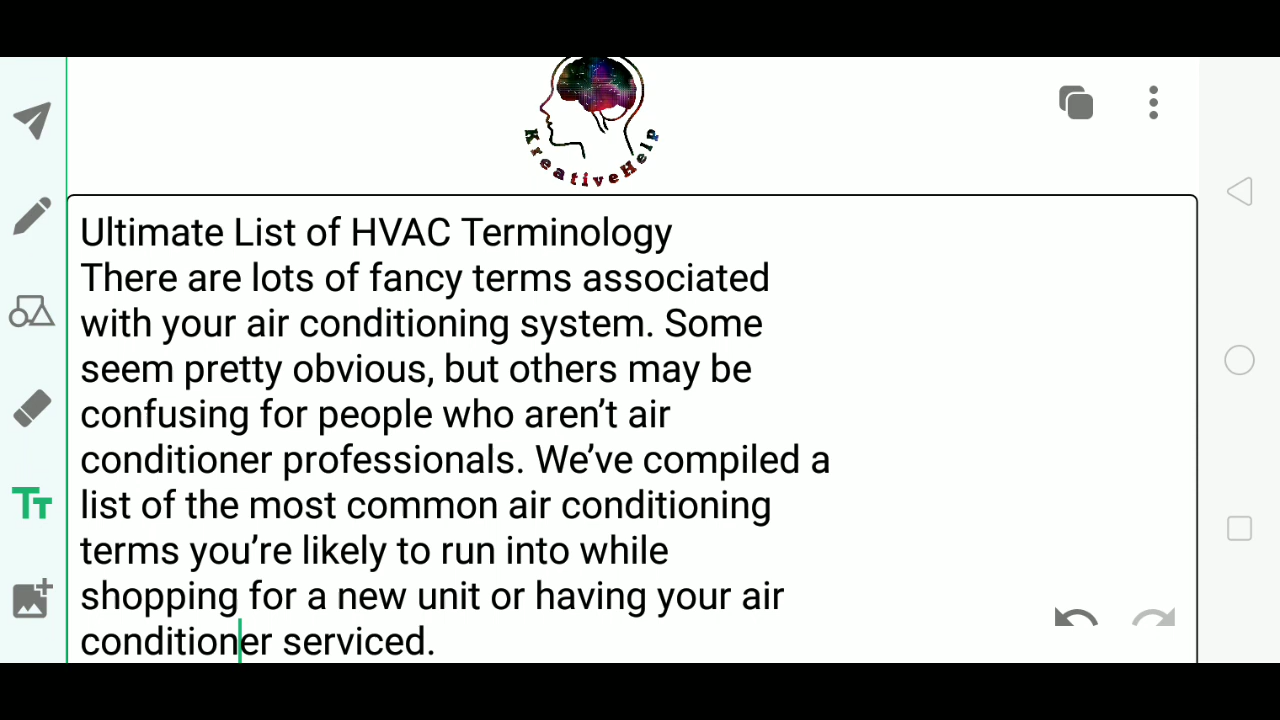 KreativeHelp
Ultimate List of HVAC Terminology
There are lots of fancy terms associated
with your air conditioning system. Some
seem pretty obvious, but others may be
confusing for people who aren’t air
conditioner professionals. We’ve compiled a
list of the most common air conditioning
terms you’re likely to run into while
shopping for a new unit or having your air
conditioner serviced.